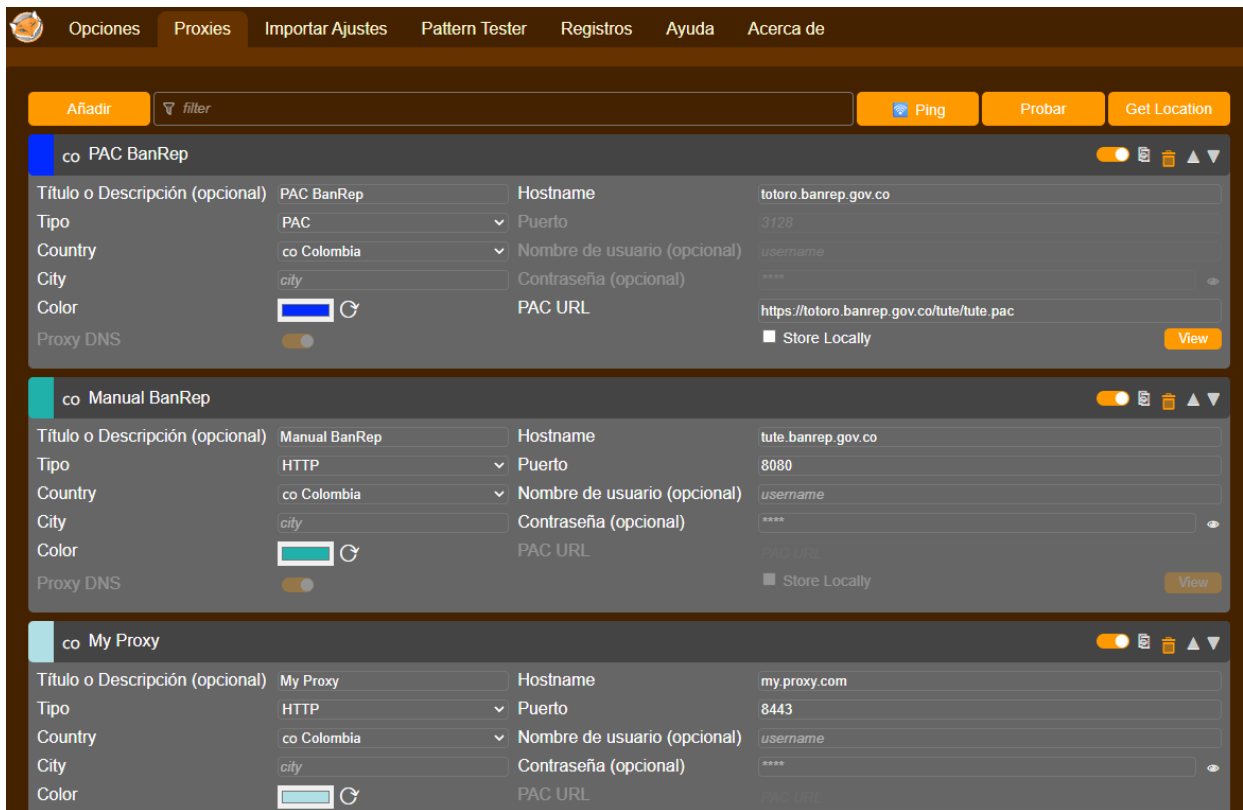 Opciones Proxies Importar Ajustes Pattern Tester Registros Ayuda Acerca de
Añadir filter Ping Probar Get Location
co PAC BanRep
Título o Descripción (opcional) PAC BanRep Hostname totoro.banrep.gov.co
Tipo PAC Puerto 3128
Country co Colombia Nombre de usuario (opcional) username
City city Contraseña (opcional) ****
Color PAC URL https://totoro.banrep.gov.co/tute/tute.pac
Proxy DNS Store Locally View
co Manual BanRep
Título o Descripción (opcional) Manual BanRep Hostname tute.banrep.gov.co
Tipo HTTP Puerto 8080
Country co Colombia Nombre de usuario (opcional) username
City city Contraseña (opcional) ****
Color PAC URL PAC URL
Proxy DNS Store Locally View
co My Proxy
Título o Descripción (opcional) My Proxy Hostname my.proxy.com
Tipo HTTP Puerto 8443
Country co Colombia Nombre de usuario (opcional) username
City city Contraseña (opcional) ****
Color PAC URL PAC URL